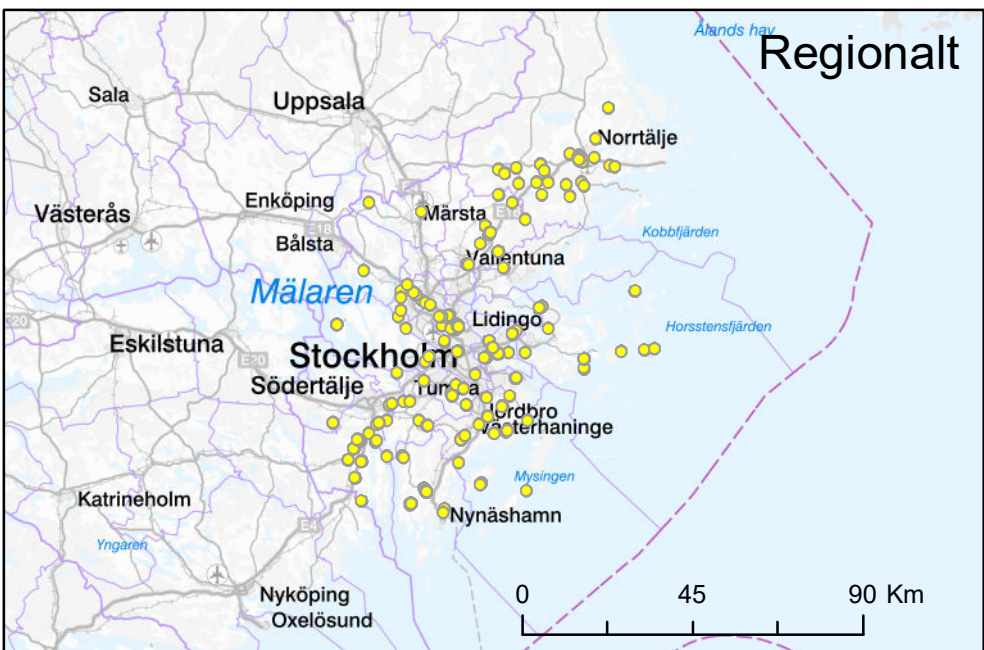 Ålands hav
Regionalt
Sala
Uppsala
Norrtälje
Enköping
Västerås
Märsta
E18
E18
Bålsta
Kobbfjärden
Vallentuna
Mälaren
E20
Lidingö
Horsstensfjärden
Eskilstuna
Stockholm
E20
Södertälje
Tumba
Jordbro
Västerhaninge
Mysingen
Katrineholm
Nynäshamn
E4
Yngaren
Nyköping
Oxelösund
0 45 90 Km